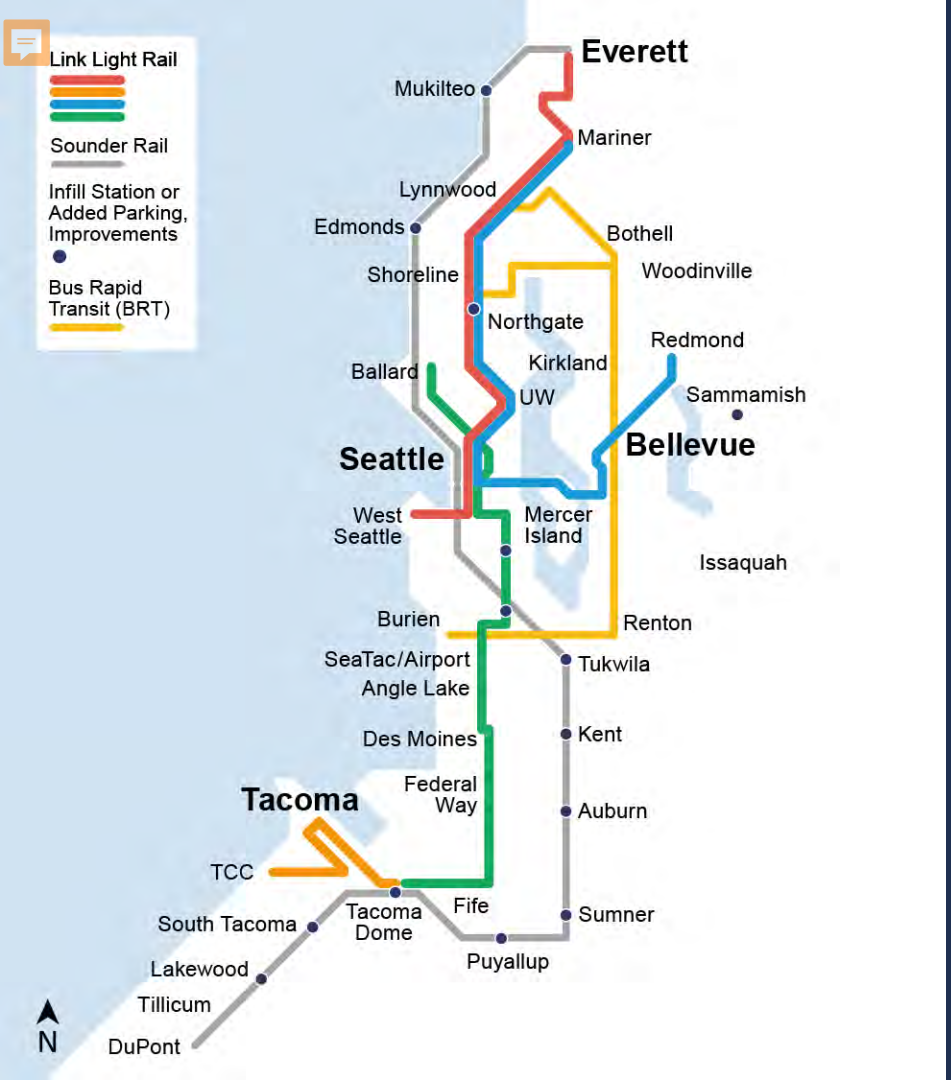 Link Light Rail
Sounder Rail
Infill Station or
Added Parking,
Improvements
Bus Rapid
Transit (BRT)
Everett
Mukilteo
Mariner
Lynnwood
Edmonds
Bothell
Shoreline
Woodinville
Northgate
Redmond
Kirkland
Ballard
Sammamish
UW
Bellevue
Seattle
West
Seattle
Mercer
Island
Issaquah
Burien
Renton
SeaTac/Airport
Tukwila
Angle Lake
Des Moines
Kent
Federal
Way
Tacoma
Auburn
TCC
Tacoma
Dome
Fife
Sumner
South Tacoma
Puyallup
Lakewood
Tillicum
DuPont
N